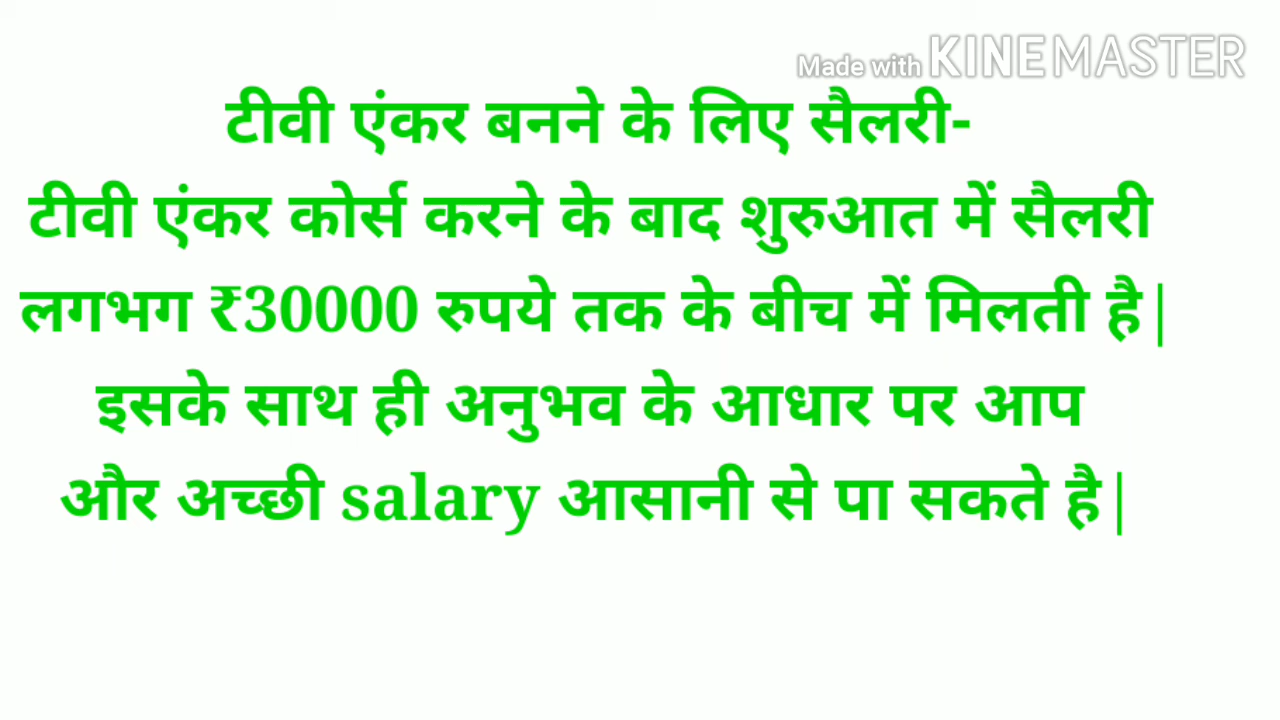 Made with KINEMASTER
टीवी एंकर बनने के लिए सैलरी-
टीवी एंकर कोर्स करने के बाद शुरुआत में सैलरी
लगभग ₹30000 रुपये तक के बीच में मिलती है|
इसके साथ ही अनुभव के आधार पर आप
और अच्छी salary आसानी से पा सकते है|